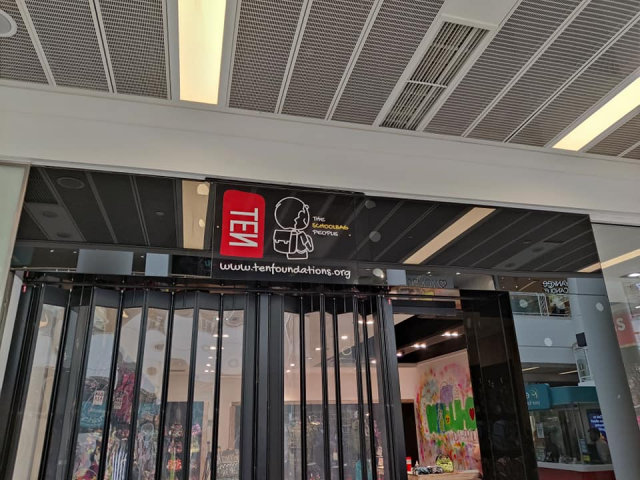 TEN
THE
SCHOOLBAG
PEOPLE
www.tenfoundations.org